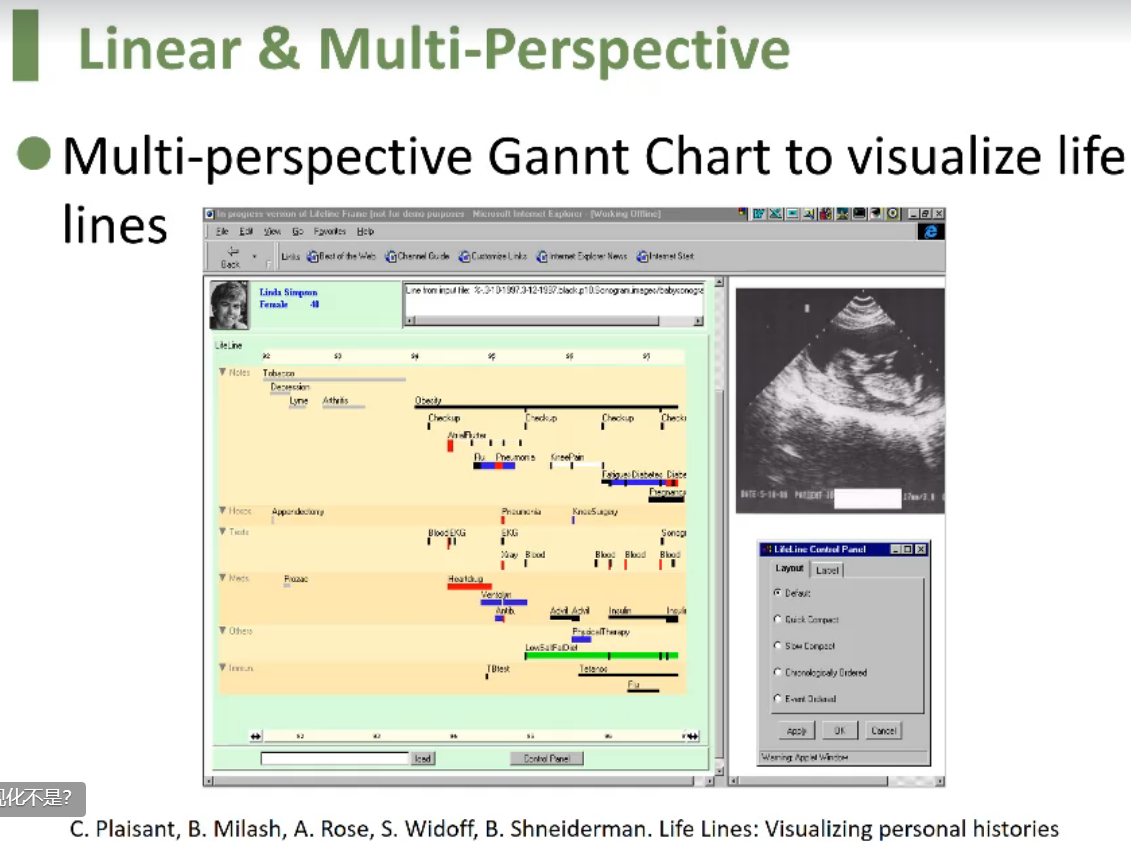 Linear & Multi-Perspective
Multi-perspective Gannt Chart to visualize life
lines
In progress version of Lifeline Frame (not for demo purposes - Microsoft Internet Explorer - [Working Offline]
File Edit View Go Favorites Help
Back
Links Best of the Web Channel Guide Customize Links Internet Explorer News Internet Start
Linda Simpson
Female 48
Line from input file: %-,3-10-1997,3-12-1997,black,p10,Sonogram,images/babysonogra
LifeLine
92 93 94 95 96 97
Notes
Tobacco
Depression
Lyme Arthritis Obesity
Checkup Checkup Checkup Check
AtrialFlutter
Flu Pneumonia KneePain
Fatigue Diabetes Diabe
Pregnancy
Appendectomy Pneumonia KneeSurgery
Tests
Blood EKG EKG Sonogr
Xray Blood Blood Blood Blood
Meds
Prozac Heartdrug
Ventolyn
Antib. Advil Advil Insulin Insuli
Others
PhysicalTherapy
LowSaltFatDiet
Immun.
TBtest Tetanos
Flu
92 93 94 95 96
load Control Panel
LifeLine Control Panel
Layout Label
Default
Quick Compact
Slow Compact
Chronologically Ordered
Event Ordered
Apply OK Cancel
Warning: Applet Window
化不是?
C. Plaisant, B. Milash, A. Rose, S. Widoff, B. Shneiderman. Life Lines: Visualizing personal histories